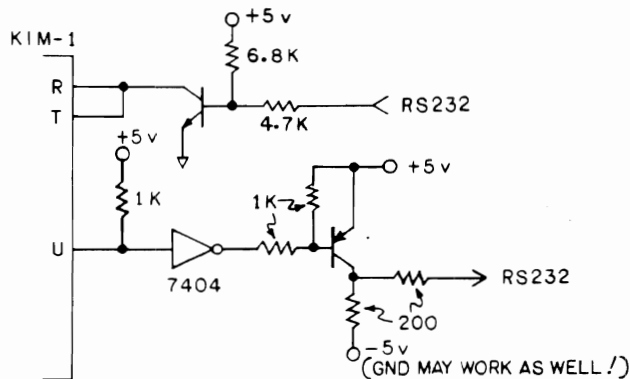 +5v
KIM-1
6.8K
R
T
RS232
4.7K
+5v
+5v
1K
1K
U
7404
RS232
200
-5v
(GND MAY WORK AS WELL!)